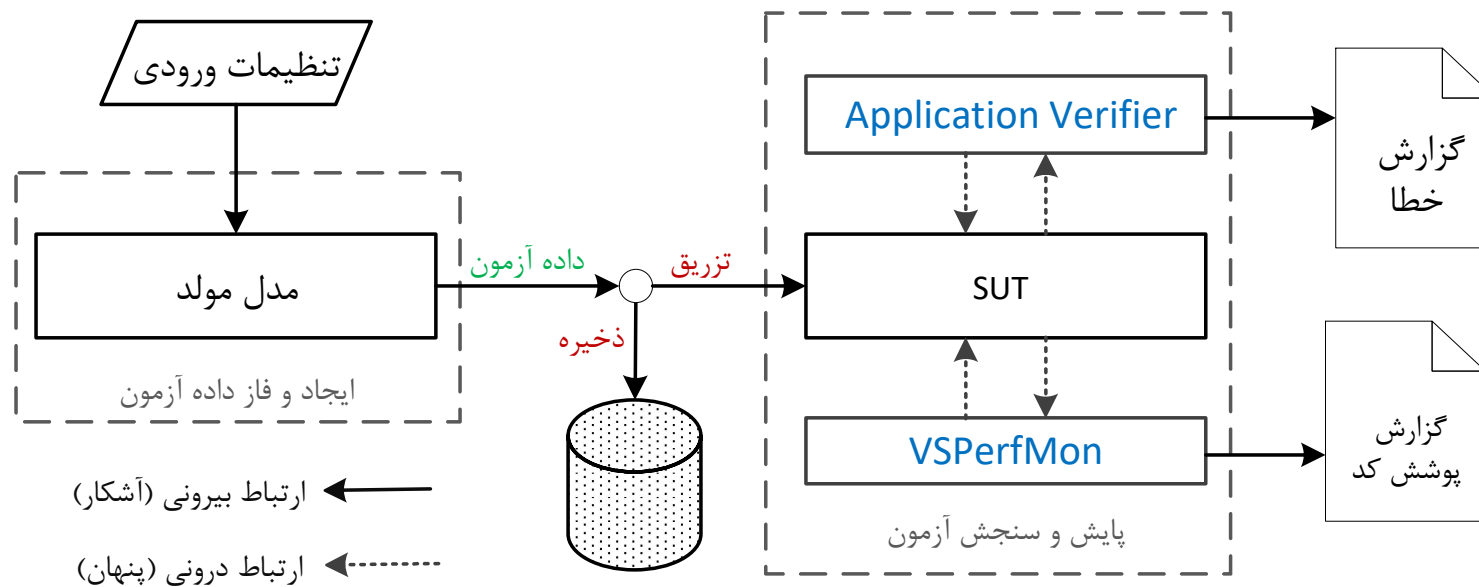 تنظیمات ورودی
مدل مولد
ایجاد و فاز داده آزمون
داده آزمون
تزریق
ذخیره
Application Verifier
SUT
VSPerfMon
پایش و سنجش آزمون
گزارش
خطا
گزارش
پوشش کد
ارتباط بیرونی (آشکار)
ارتباط درونی (پنهان)